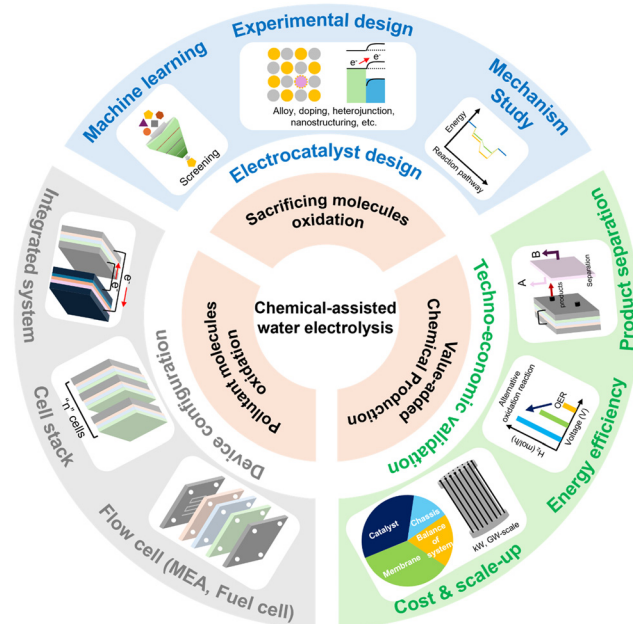 Machine learning
Experimental design
Mechanism
Study
e-
e-
Alloy, doping, heterojunction,
nanostructuring, etc.
Screening
Energy
Reaction pathway
Electrocatalyst design
Sacrificing molecules
oxidation
Chemical-assisted
water electrolysis
Pollutant molecules
oxidation
Value-added
Chemical Production
Integrated system
e-
e-
Cell stack
"n" cells
Flow cell (MEA, Fuel cell)
Device configuration
Techno-economic validation
Product separation
A
B
products
Separation
Energy efficiency
Alternative
oxidation reaction
OER
Voltage (V)
H2 (mol/h)
Cost & scale-up
Catalyst
Chassis
Balance of
system
Membrane
kW, GW-scale